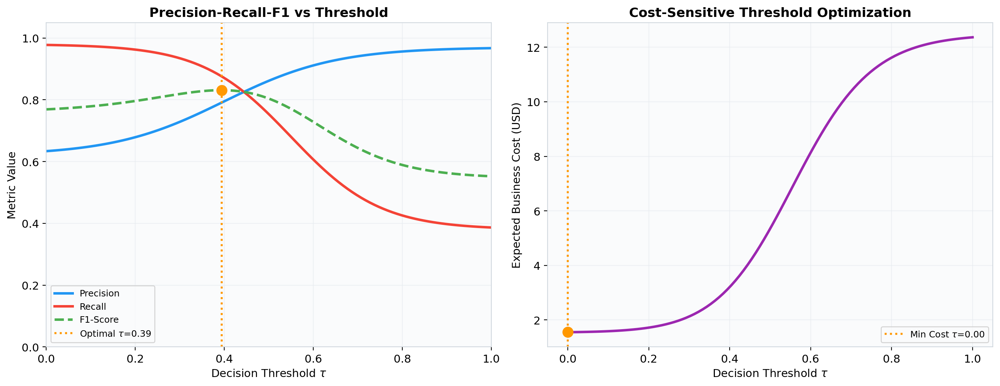 Precision-Recall-F1 vs Threshold
Metric Value
1.0
0.8
0.6
0.4
0.2
0.0
Precision
Recall
F1-Score
Optimal τ=0.39
0.0 0.2 0.4 0.6 0.8 1.0
Decision Threshold τ
Cost-Sensitive Threshold Optimization
Expected Business Cost (USD)
12
10
8
6
4
2
Min Cost τ=0.00
0.0 0.2 0.4 0.6 0.8 1.0
Decision Threshold τ